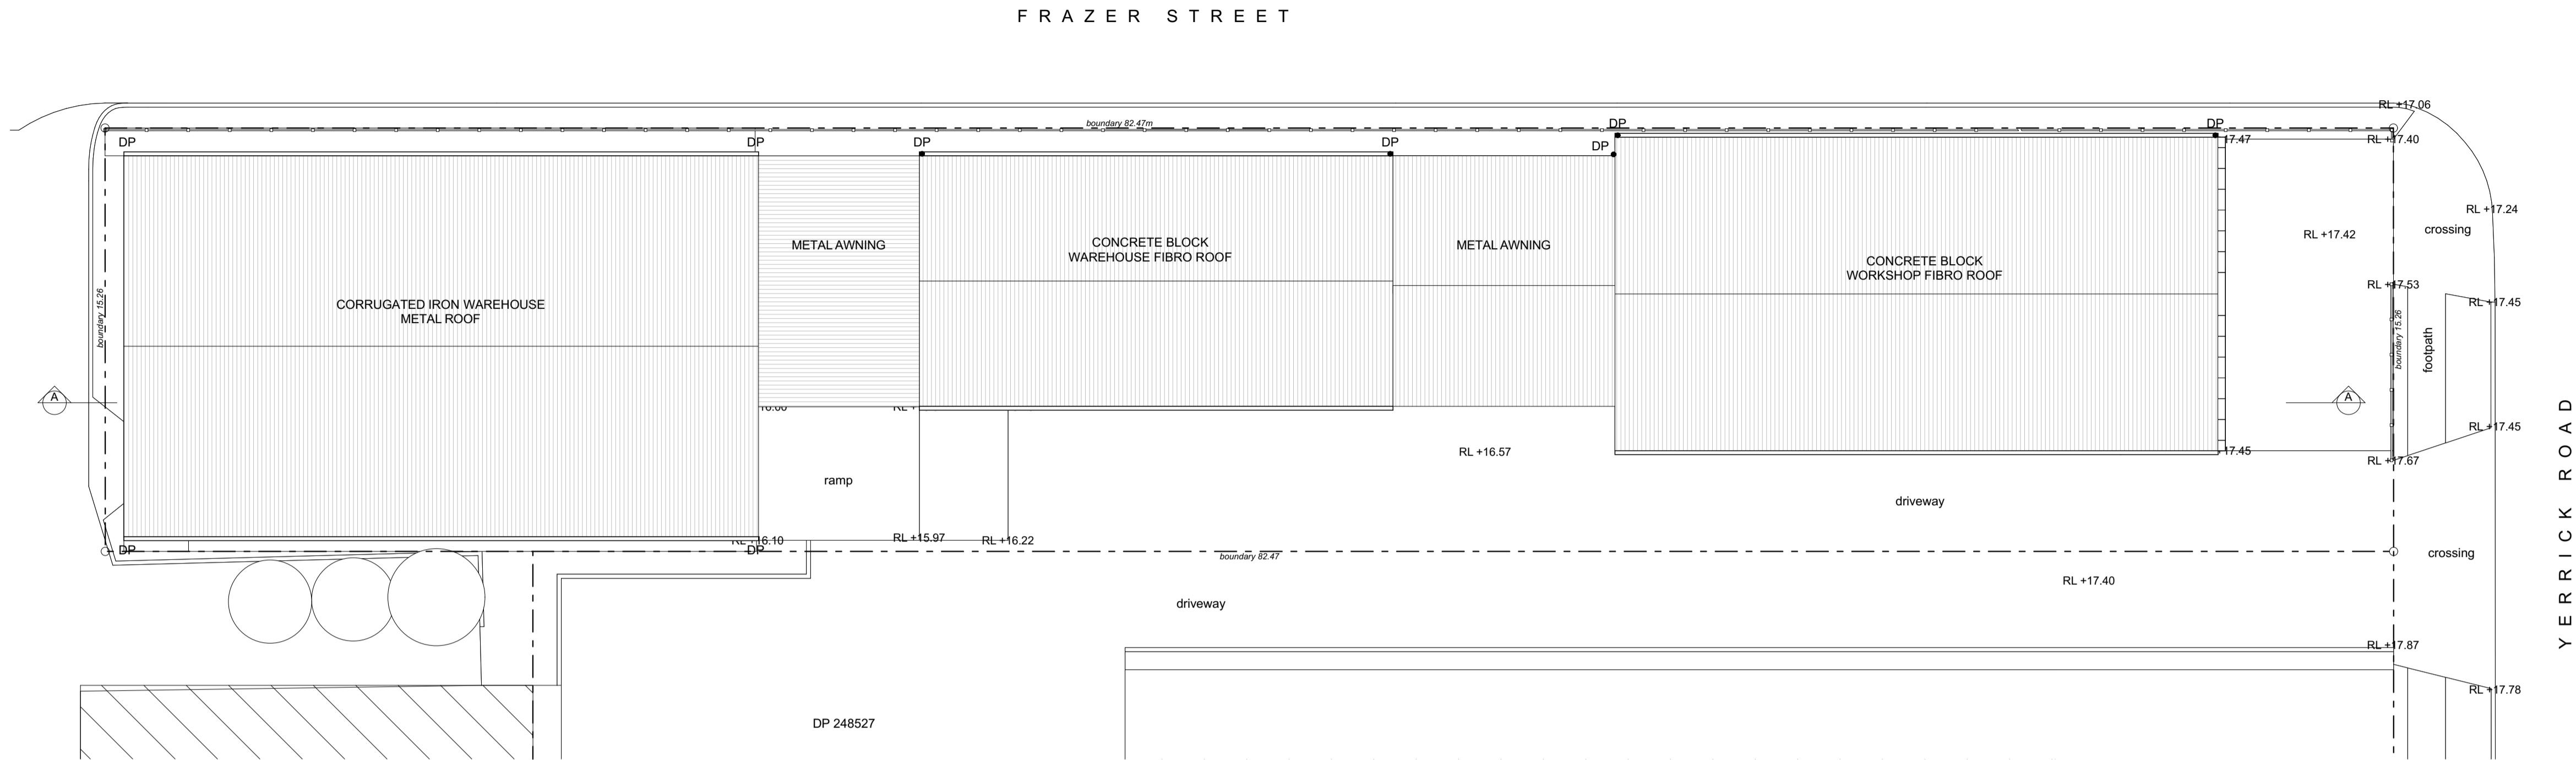 FRAZER STREET
RL +17.06
boundary 82.47m
DP
DP
DP
DP
DP
DP
DP
DP
17.47
RL +17.40
RL +17.24
crossing
RL +17.42
METAL AWNING
CONCRETE BLOCK
WAREHOUSE FIBRO ROOF
METAL AWNING
CONCRETE BLOCK
WORKSHOP FIBRO ROOF
CORRUGATED IRON WAREHOUSE
METAL ROOF
boundary 15.26
RL +17.53
RL +17.45
boundary 15.26
footpath
A
A
RL +
RL +17.45
YERRICK ROAD
RL +16.57
17.45
RL +17.67
ramp
driveway
DP
RL +16.10
DP
RL +15.97
RL +16.22
boundary 82.47
crossing
RL +17.40
driveway
RL +17.87
RL +17.78
DP 248527